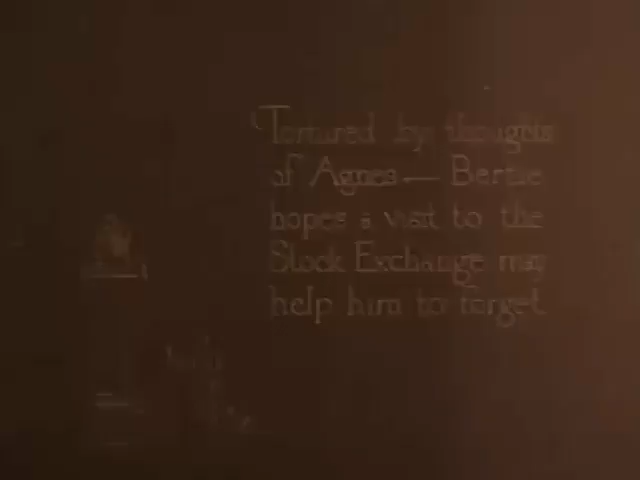 Tortured by thoughts
of Agnes — Bertie
hopes a visit to the
Stock Exchange may
help him to forget.